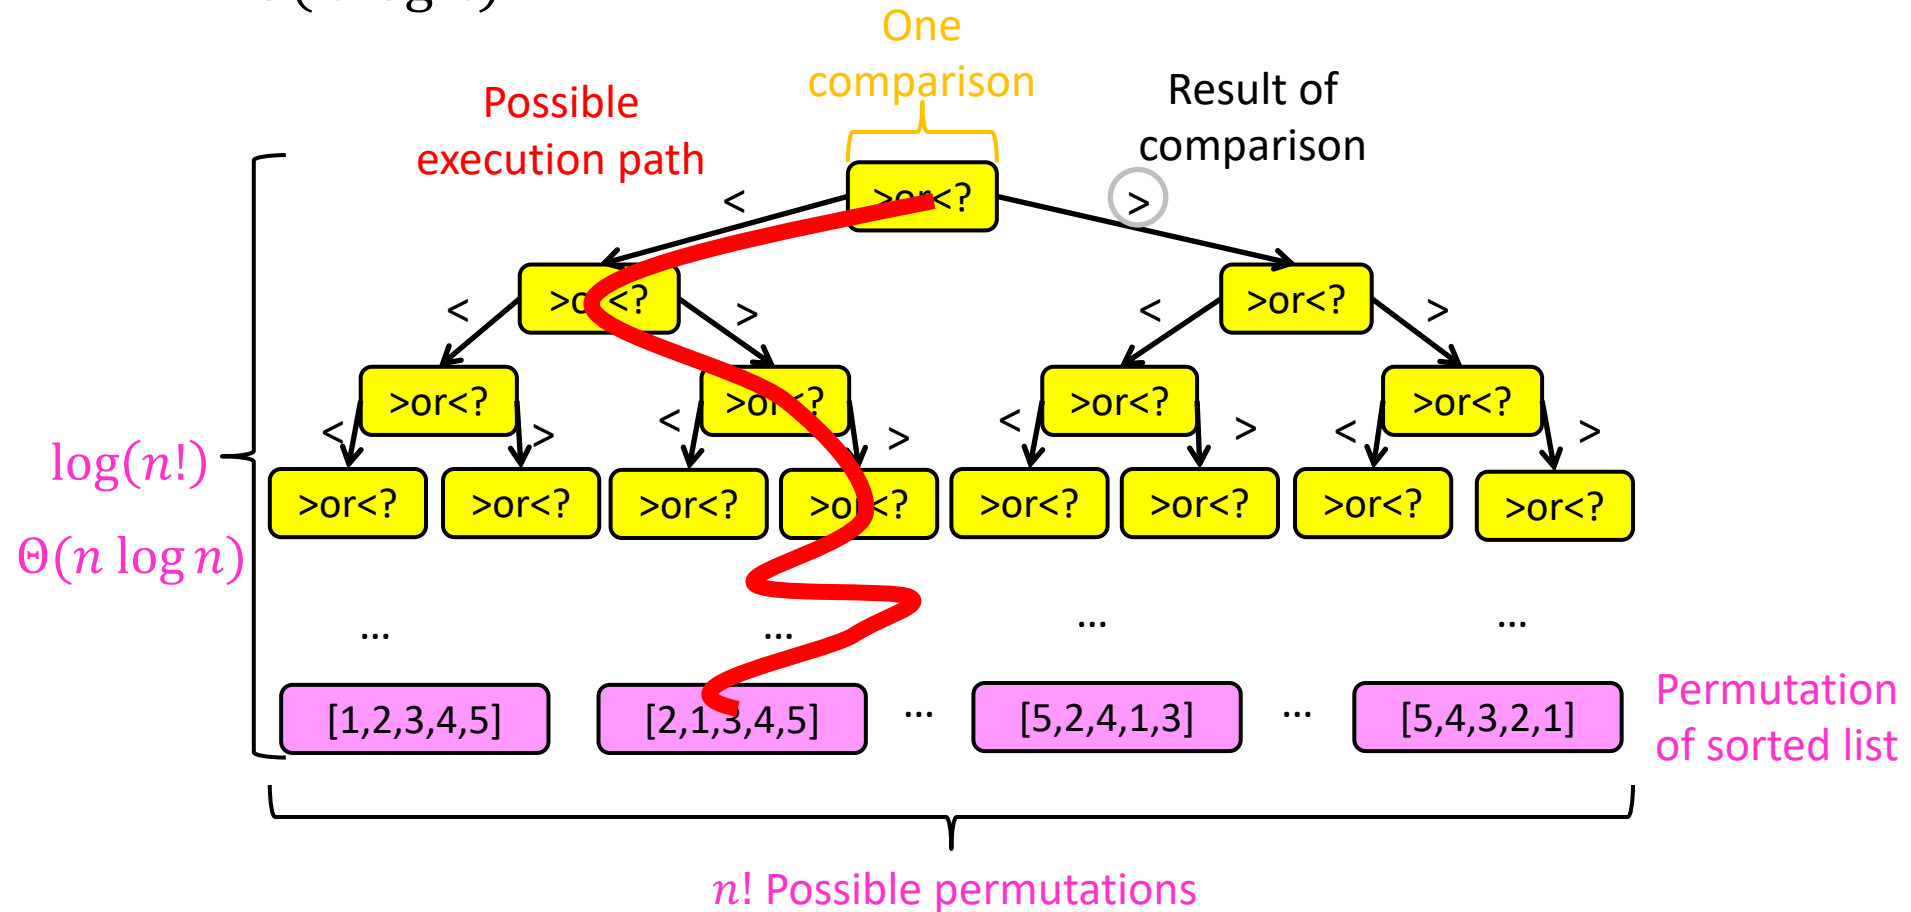 One
comparison
Possible
execution path
Result of
comparison
>or<?
< >
>or<? >or<?
< > < >
>or<? >or<? >or<? >or<?
< > < > < > < >
>or<? >or<? >or<? >or<? >or<? >or<? >or<? >or<?
log(n!)
Θ(n log n)
... ... ... ...
[1,2,3,4,5] [2,1,3,4,5] ... [5,2,4,1,3] ... [5,4,3,2,1]
Permutation
of sorted list
n! Possible permutations